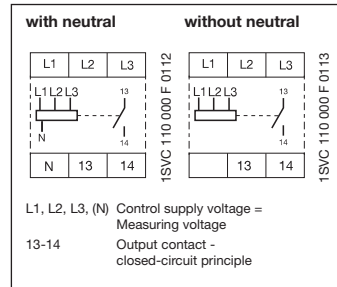 with neutral
without neutral
L1 L2 L3
L1 L2 L3
13
N
14
N 13 14
1SVC 110 000 F 0112
L1 L2 L3
L1 L2 L3
13
14
13 14
1SVC 110 000 F 0113
L1, L2, L3, (N) Control supply voltage =
Measuring voltage
13-14 Output contact -
closed-circuit principle